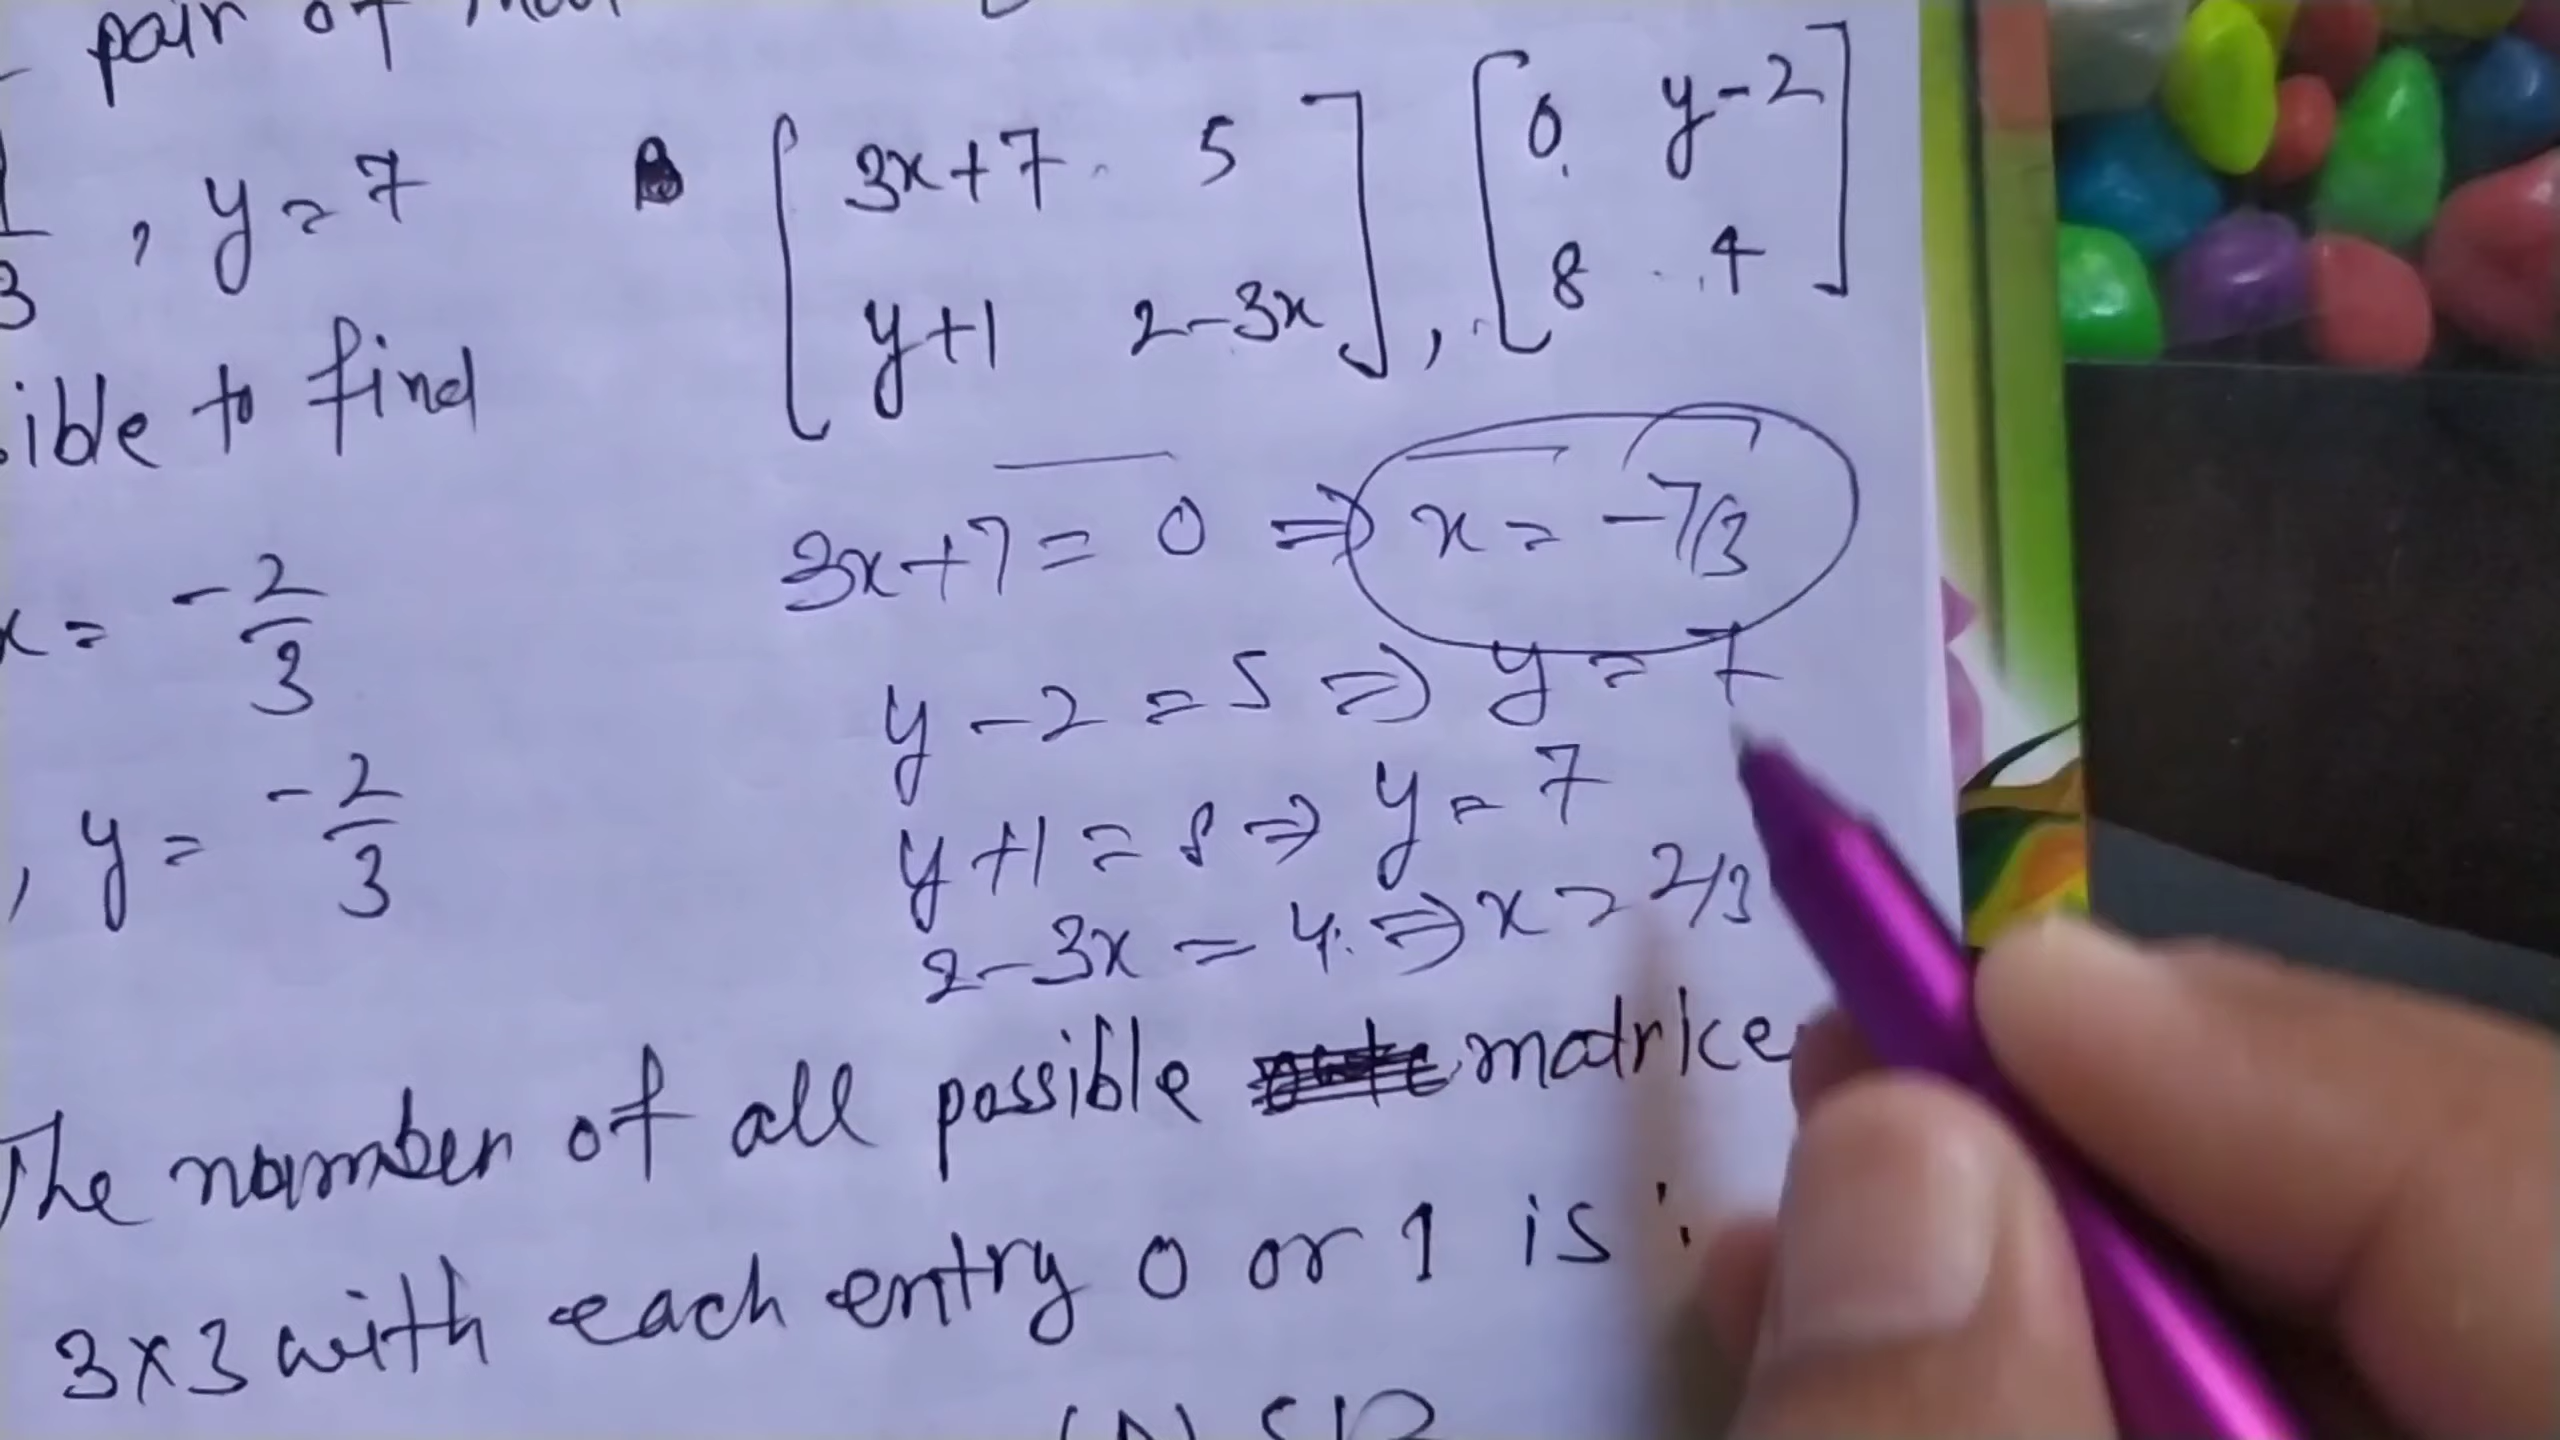 pair of
3x+7 5 0 y-2
, y = 7
3
y+1 2-3x , 8 4
ible to find
3x+7 = 0 ⇒ x = -7/3
x = -2/3
y-2 = 5 ⇒ y = 7
, y = -2/3
y+1 = 8 ⇒ y = 7
2-3x = 4. ⇒ x = 2/3
The number of all possible matrice
3x3 with each entry 0 or 1 is :
512